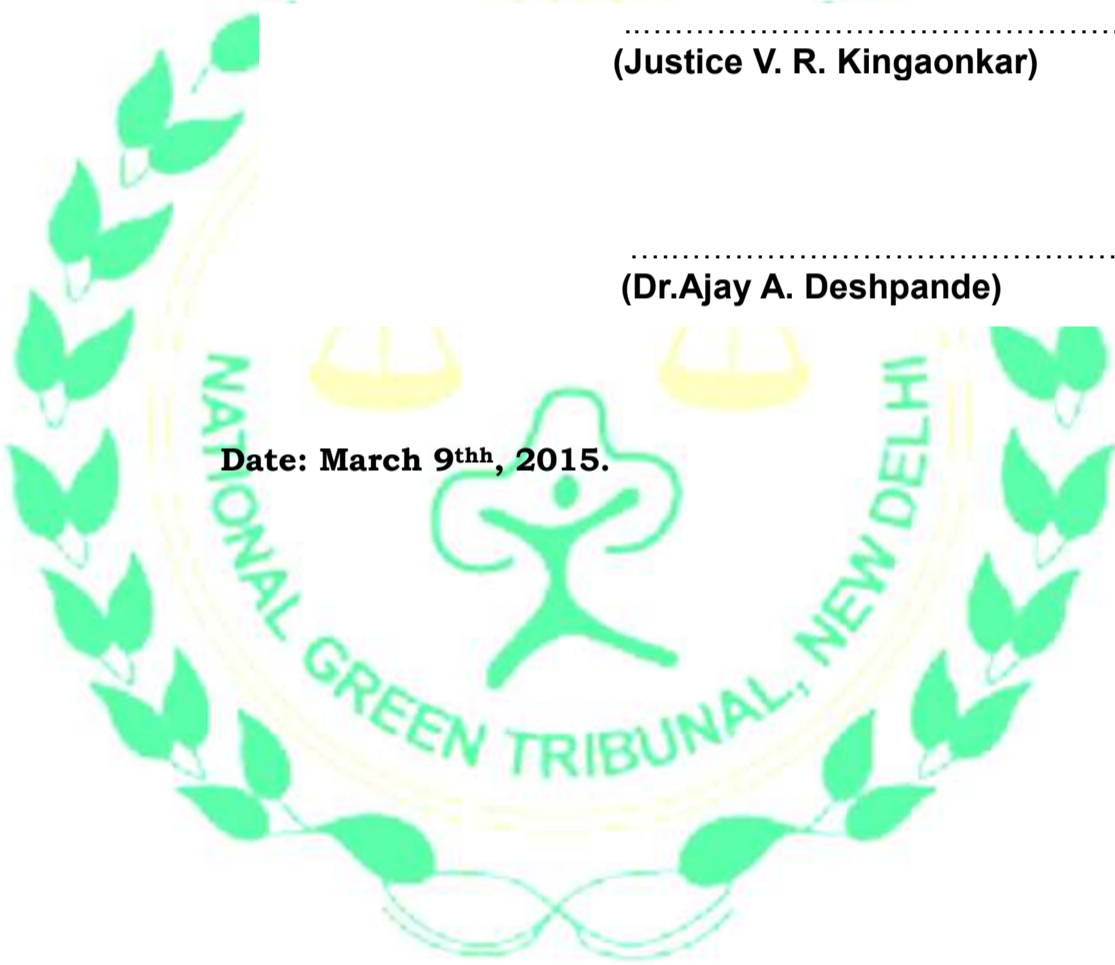 ....................................................
(Justice V. R. Kingaonkar)
....................................................
(Dr.Ajay A. Deshpande)
Date: March 9thh, 2015.
NATIONAL GREEN TRIBUNAL, NEW DELHI